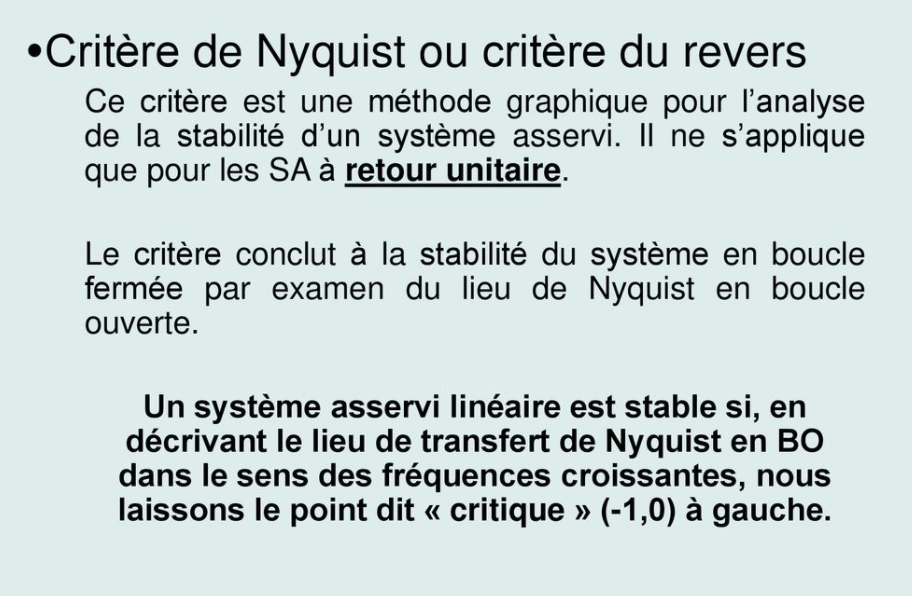 •Critère de Nyquist ou critère du revers
Ce critère est une méthode graphique pour l’analyse
de la stabilité d’un système asservi. Il ne s’applique
que pour les SA à retour unitaire.
Le critère conclut à la stabilité du système en boucle
fermée par examen du lieu de Nyquist en boucle
ouverte.
Un système asservi linéaire est stable si, en
décrivant le lieu de transfert de Nyquist en BO
dans le sens des fréquences croissantes, nous
laissons le point dit « critique » (-1,0) à gauche.